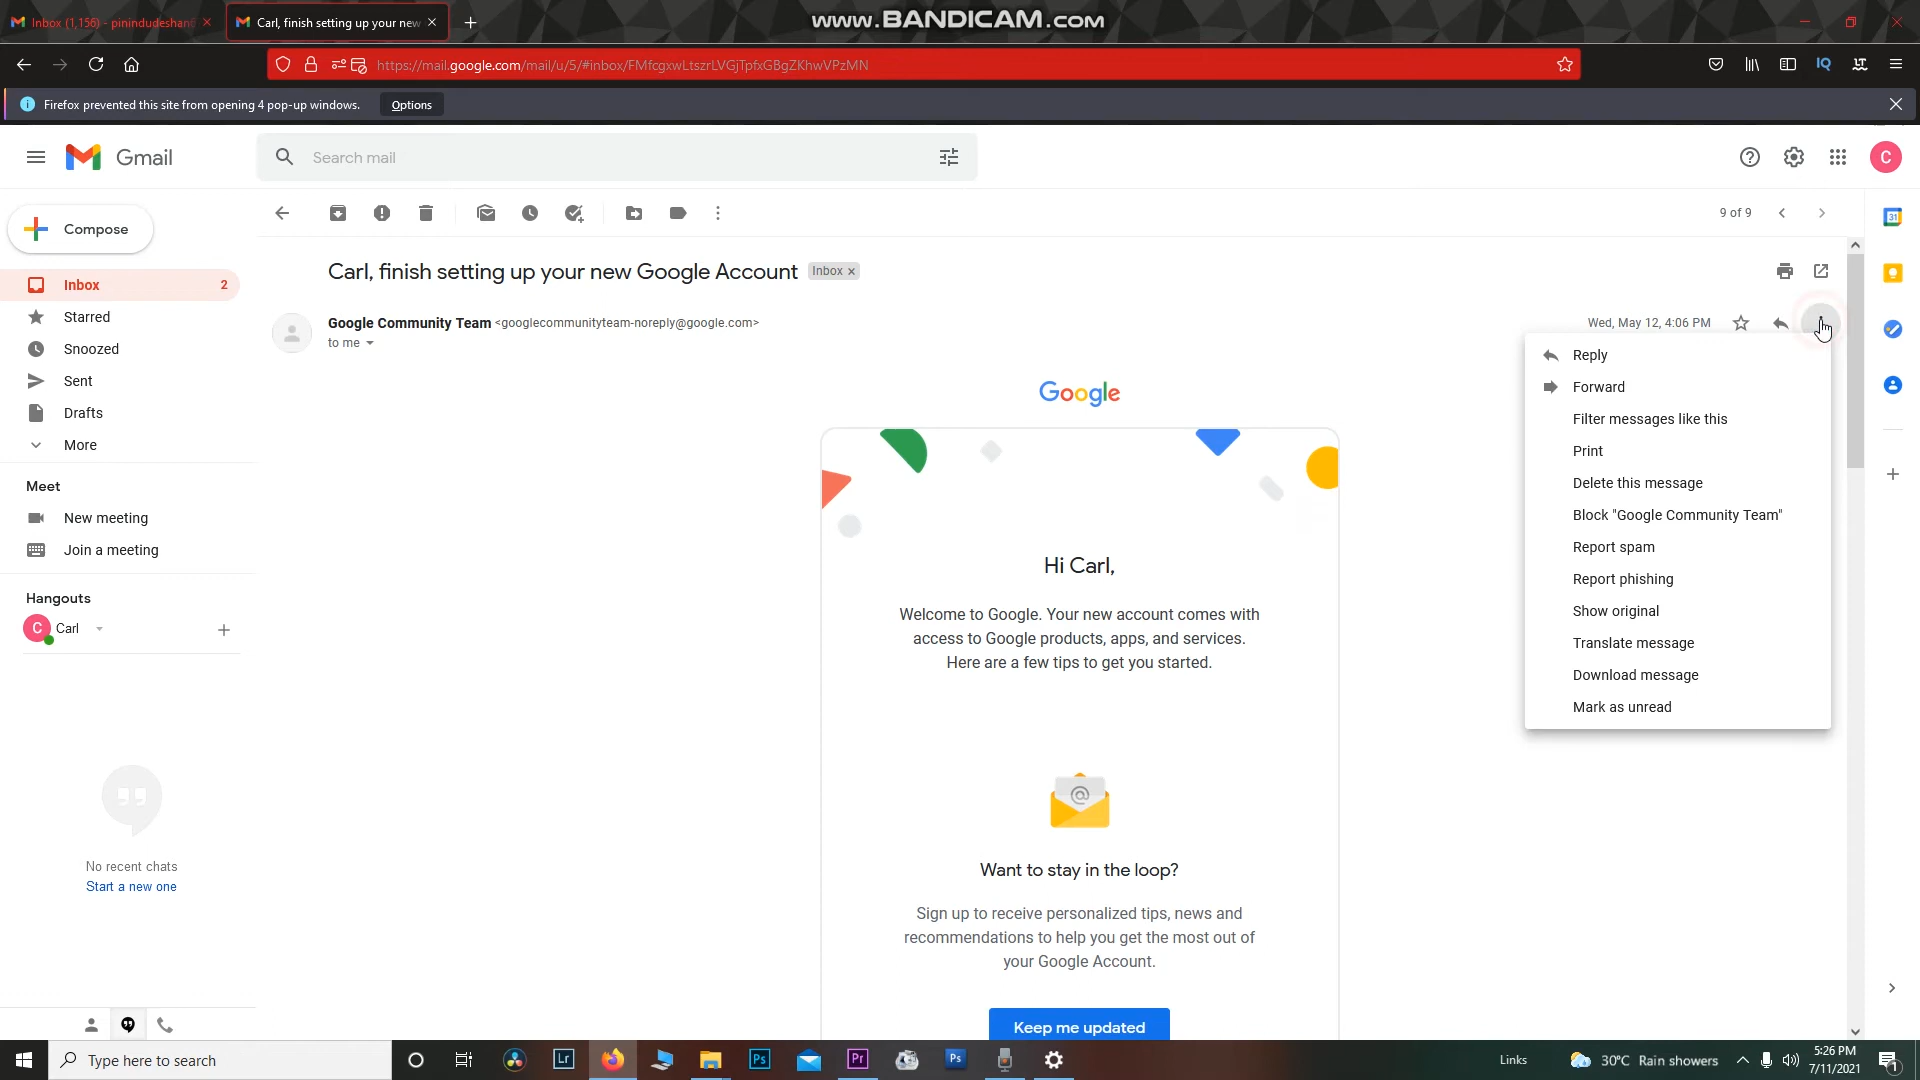 Inbox (1,156) - pinindudeshan
Carl, finish setting up your new
WWW.BANDICAM.COM
https://mail.google.com/mail/u/5/#inbox/FMfcgxwLtszrLVGjTpfxGBgZKhwVPzMN
IQ
Firefox prevented this site from opening 4 pop-up windows.
Options
Gmail
Search mail
C
Compose
9 of 9
31
Carl, finish setting up your new Google Account
Inbox x
Inbox 2
Starred
Snoozed
Sent
Drafts
More
Google Community Team <googlecommunityteam-noreply@google.com>
to me
Wed, May 12, 4:06 PM
Reply
Forward
Filter messages like this
Print
Delete this message
Block "Google Community Team"
Report spam
Report phishing
Show original
Translate message
Download message
Mark as unread
Google
Hi Carl,
Welcome to Google. Your new account comes with
access to Google products, apps, and services.
Here are a few tips to get you started.
@
Want to stay in the loop?
Sign up to receive personalized tips, news and
recommendations to help you get the most out of
your Google Account.
Keep me updated
Meet
New meeting
Join a meeting
Hangouts
C Carl
No recent chats
Start a new one
Type here to search
Lr
Ps
Pr
Ps
Links
30°C Rain showers
5:26 PM
7/11/2021
1